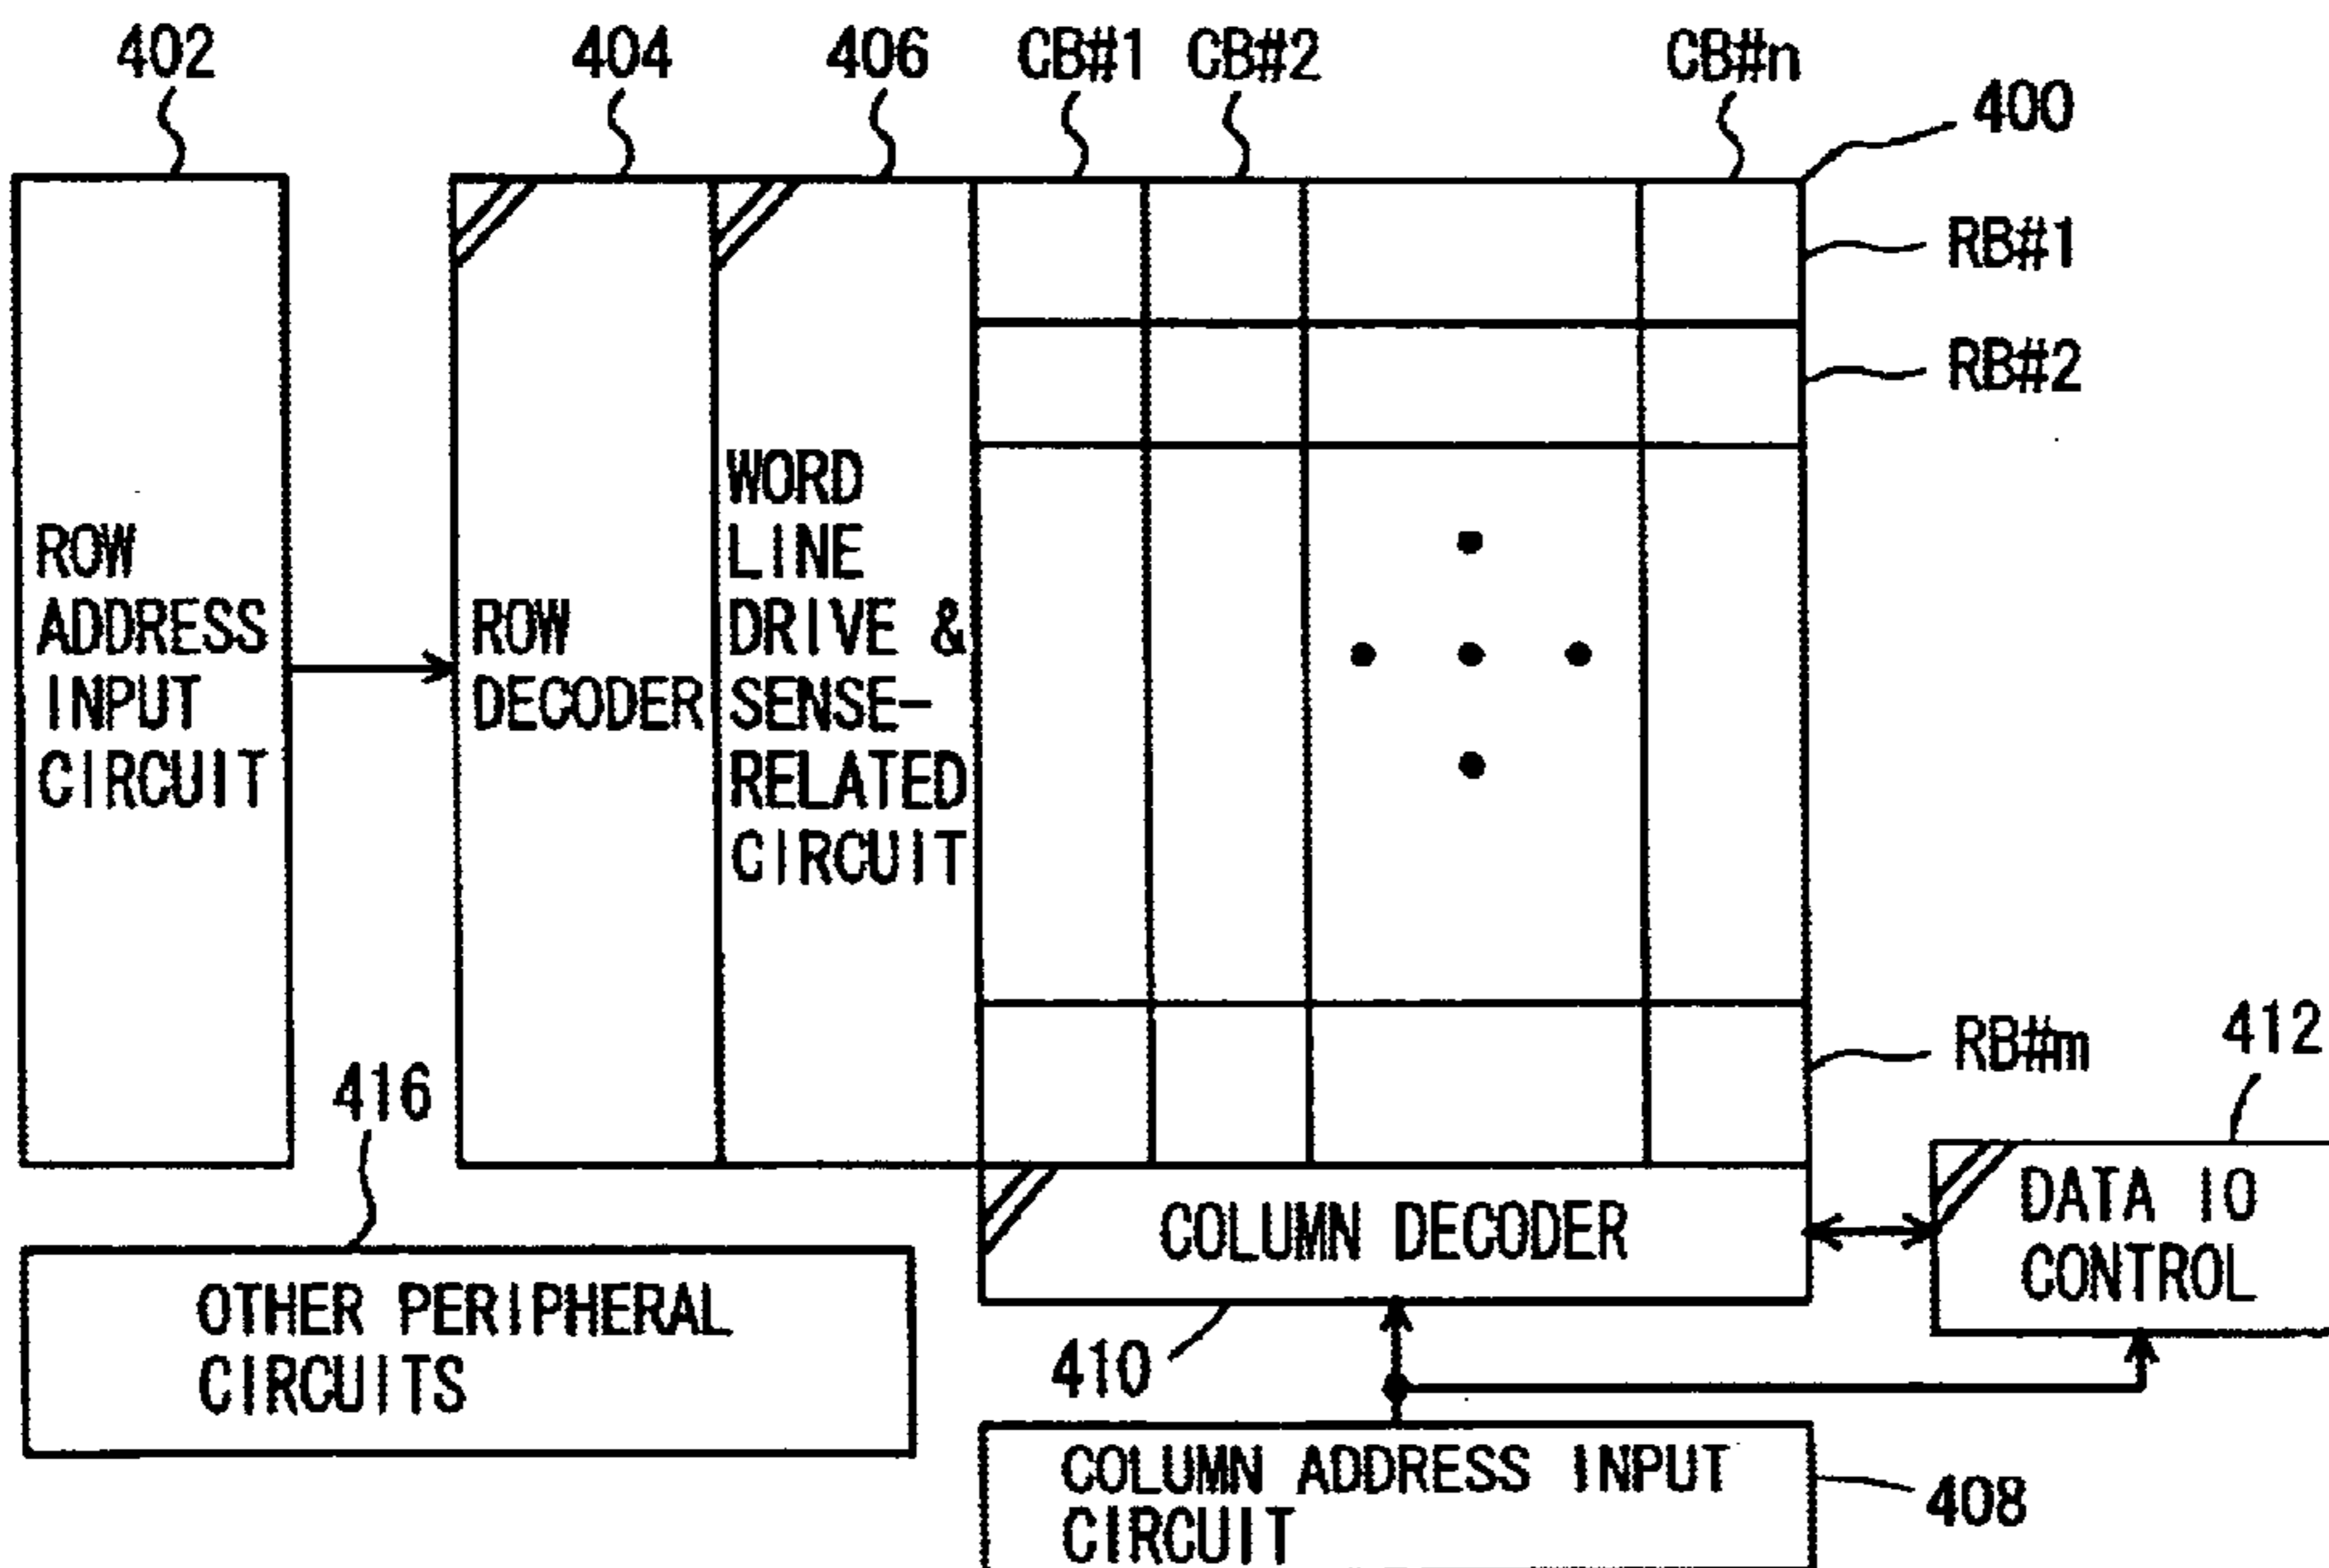 402
404
406
CB#1
CB#2
CB#n
400
RB#1
RB#2
ROW
ADDRESS
INPUT
CIRCUIT
ROW
DECODER
WORD
LINE
DRIVE &
SENSE-
RELATED
CIRCUIT
RB#m
412
416
COLUMN DECODER
DATA IO
CONTROL
OTHER PERIPHERAL
CIRCUITS
410
COLUMN ADDRESS INPUT
CIRCUIT
408